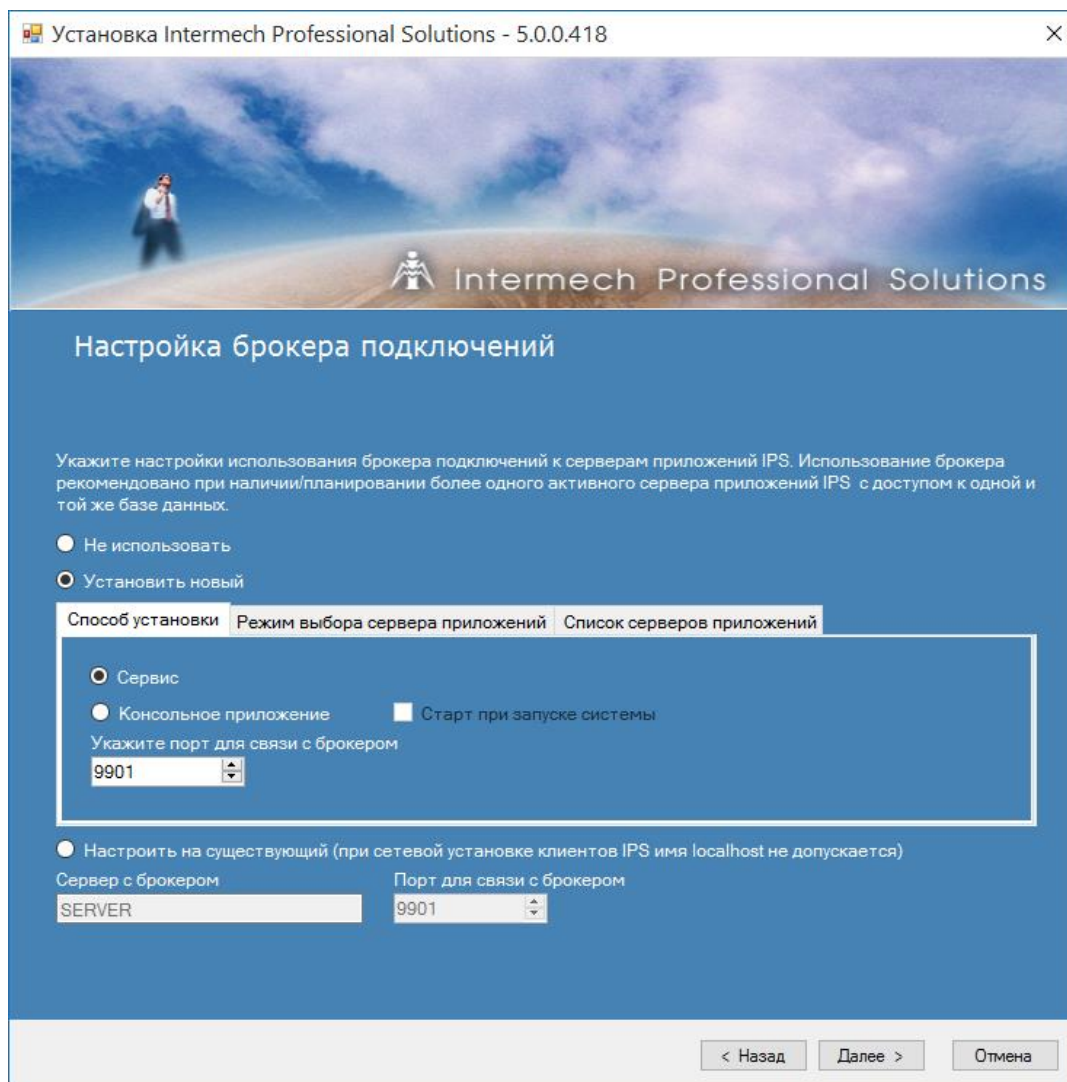 Установка Intermech Professional Solutions - 5.0.0.418
Intermech Professional Solutions
Настройка брокера подключений
Укажите настройки использования брокера подключений к серверам приложений IPS. Использование брокера
рекомендовано при наличии/планировании более одного активного сервера приложений IPS с доступом к одной и
той же базе данных.
Не использовать
Установить новый
Способ установки Режим выбора сервера приложений Список серверов приложений
Сервис
Консольное приложение Старт при запуске системы
Укажите порт для связи с брокером
9901
Настроить на существующий (при сетевой установке клиентов IPS имя localhost не допускается)
Сервер с брокером Порт для связи с брокером
SERVER 9901
< Назад Далее > Отмена